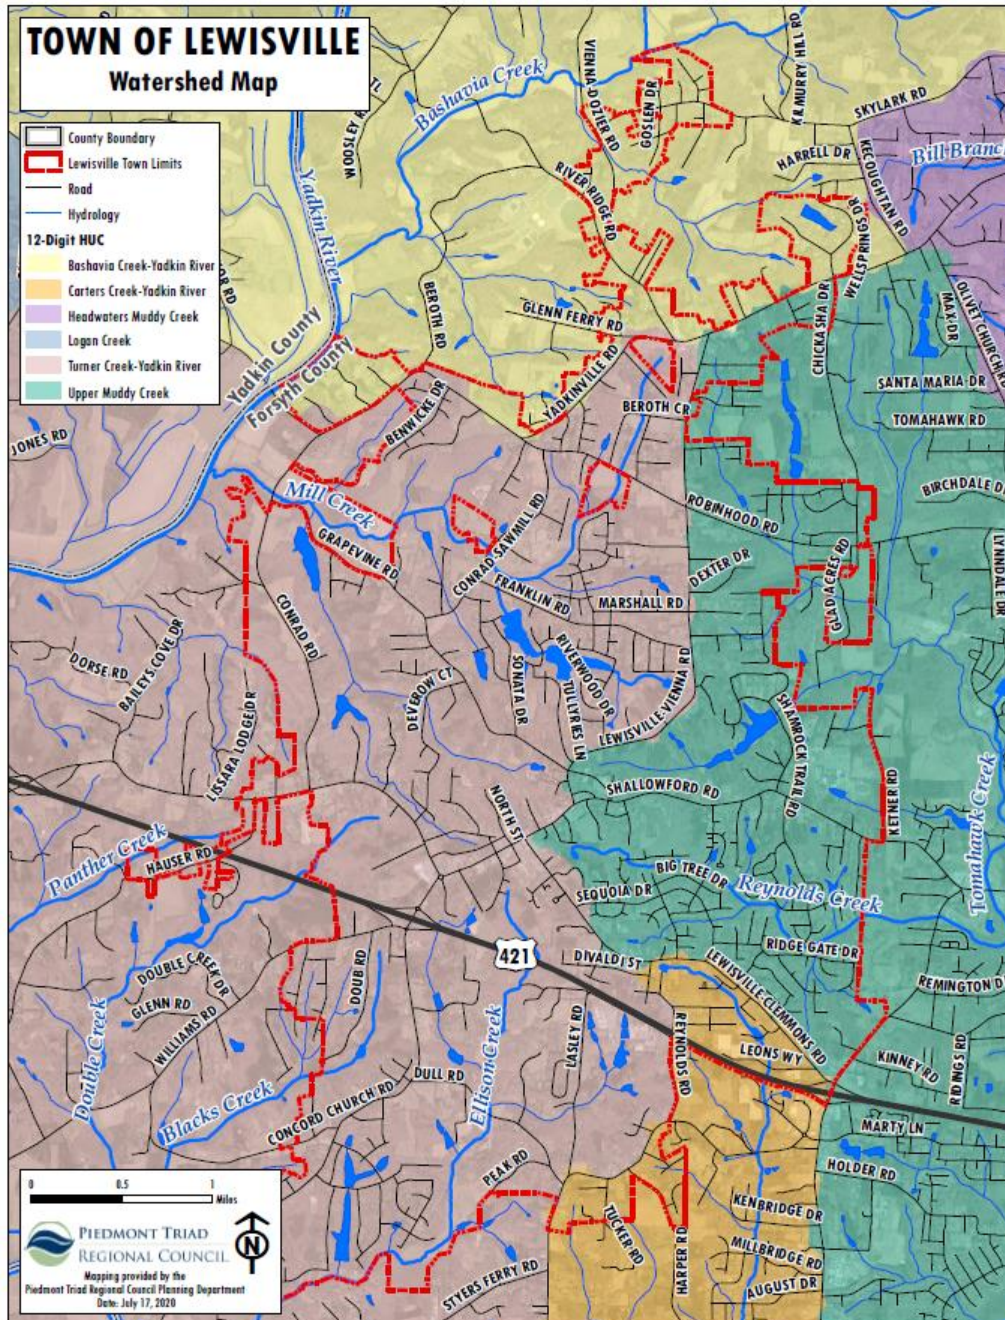 TOWN OF LEWISVILLE
Watershed Map
County Boundary
Lewisville Town Limits
Road
Hydrology
12-Digit HUC
Bashavia Creek-Yadkin River
Carters Creek-Yadkin River
Headwaters Muddy Creek
Logan Creek
Turner Creek-Yadkin River
Upper Muddy Creek
Bashavia Creek
VIENNA-DOZIER RD
GOSLEN DR
KR MURRY HILL RD
SKYLARK RD
HARRELL DR
KECOUGHTAN RD
Bill Branch
RIVER RIDGE RD
WELLSPRINGS DR
Yadkin River
BEROTH RD
GLENN FERRY RD
CHICKASHA DR
MAX DR
OLIVET CHURCH
Yadkin County
Forsyth County
YADKINVILLE RD
SANTA MARIA DR
BENWICKE DR
BEROTH CR
TOMAHAWK RD
JONES RD
Mill Creek
ROBINHOOD RD
BIRCHDALE D
GRAPEVINE RD
CONRAD SAWMILL RD
DEXTER DR
GLAD ACRES RD
LYNNDALE DR
FRANKLIN RD
MARSHALL RD
CONRAD RD
DORSE RD
BAILEYS COVE DR
DEVEROW CT
SONATA DR
RIVERWOOD DR
TULLYRIES LN
LEWISVILLE-VIENNA RD
SHAMROCK TRAIL RD
LISSARA LODGE DR
SHALLOWFORD RD
KETNER RD
NORTH ST
Tomahawk Creek
Panther Creek
HAUSER RD
BIG TREE DR
Reynolds Creek
SEQUOIA DR
421
DIVALDI ST
RIDGE GATE DR
LEWISVILLE-CLEMMONS RD
REMINGTON D
DOUBLE CREEK DR
DOUB RD
GLENN RD
WILLIAMS RD
Double Creek
Ellison Creek
LASLEY RD
REYNOLDS RD
LEONS WY
KINNEY RD
RIDINGS RD
Blacks Creek
CONCORD CHURCH RD
DULL RD
MARTY LN
HOLDER RD
PEAK RD
TUCKER RD
HARPER RD
KENBRIDGE DR
MILLBRIDGE RD
AUGUST DR
STYERS FERRY RD
0 0.5 1
Miles
PIEDMONT TRIAD
REGIONAL COUNCIL
N
Mapping provided by the
Piedmont Triad Regional Council Planning Department
Date: July 17, 2020